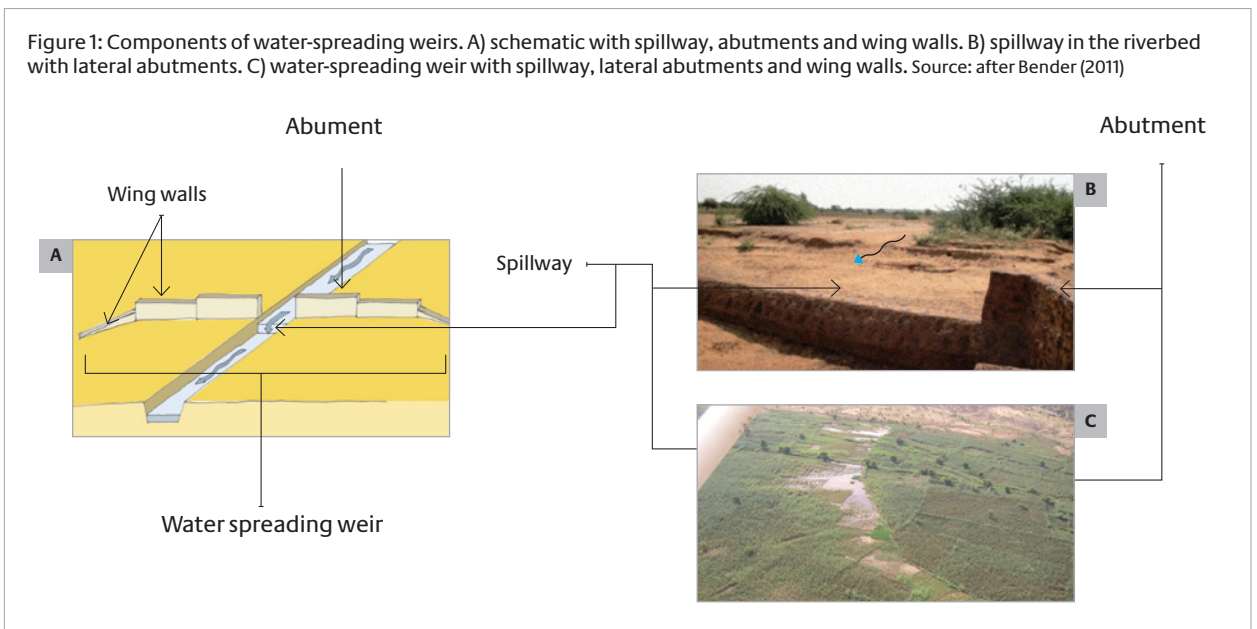 Figure 1: Components of water-spreading weirs. A) schematic with spillway, abutments and wing walls. B) spillway in the riverbed
with lateral abutments. C) water-spreading weir with spillway, lateral abutments and wing walls. Source: after Bender (2011)
Abument
Abutment
Wing walls
B
A
Spillway
C
Water spreading weir